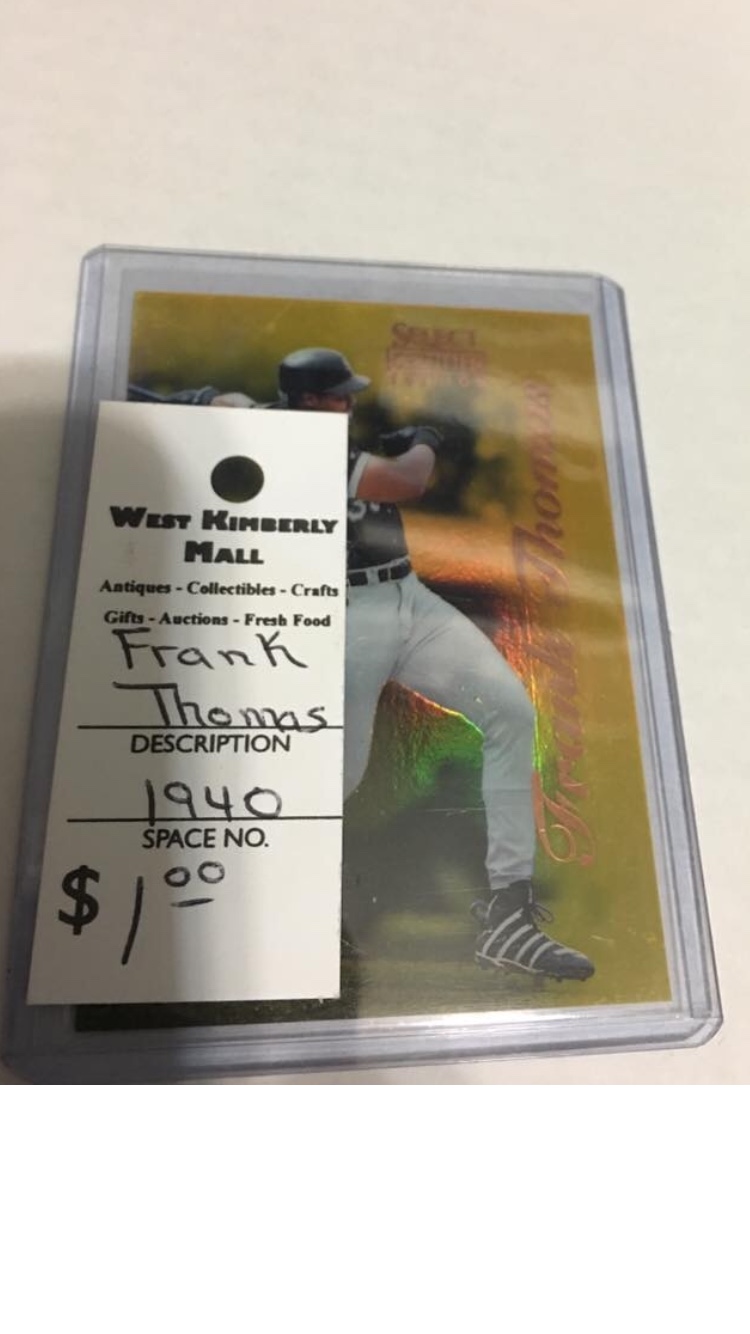 SELECT
Frank Thomas
WEST KIMBERLY
MALL
Antiques - Collectibles - Crafts
Gifts - Auctions - Fresh Food
Frank
Thomas
DESCRIPTION
1940
SPACE NO.
$1.00